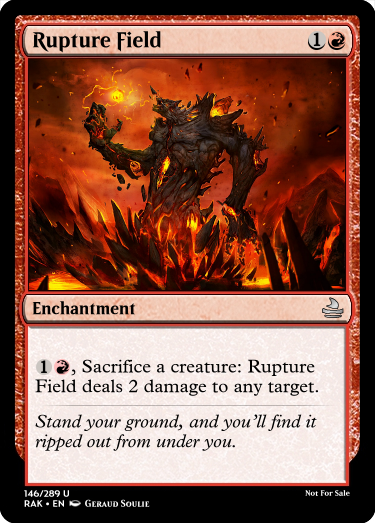 Rupture Field 1
Enchantment
1, Sacrifice a creature: Rupture
Field deals 2 damage to any target.
Stand your ground, and you'll find it
ripped out from under you.
146/289 U
Not For Sale
RAK • EN Geraud Soulie